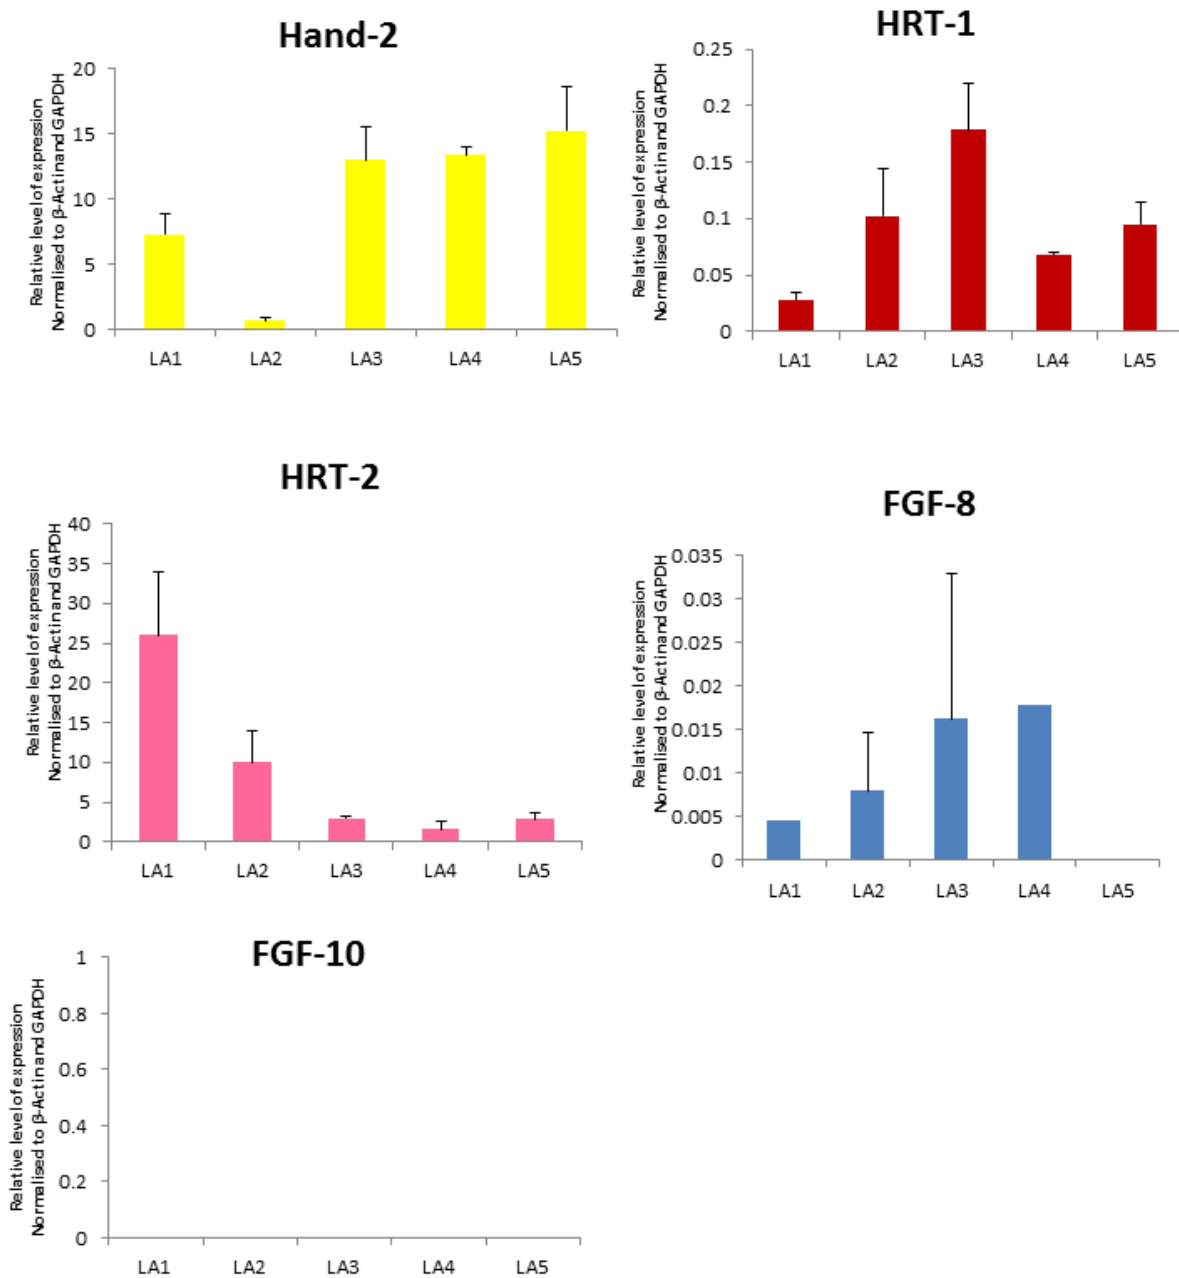 Hand-2
Relative level of expression
Normalised to β-Actin and GAPDH
20
15
10
5
0
LA1 LA2 LA3 LA4 LA5
HRT-1
Relative level of expression
Normalised to β-Actin and GAPDH
0.25
0.2
0.15
0.1
0.05
0
LA1 LA2 LA3 LA4 LA5
HRT-2
Relative level of expression
Normalised to β-Actin and GAPDH
40
35
30
25
20
15
10
5
0
LA1 LA2 LA3 LA4 LA5
FGF-8
Relative level of expression
Normalised to β-Actin and GAPDH
0.035
0.03
0.025
0.02
0.015
0.01
0.005
0
LA1 LA2 LA3 LA4 LA5
FGF-10
Relative level of expression
Normalised to β-Actin and GAPDH
1
0.8
0.6
0.4
0.2
0
LA1 LA2 LA3 LA4 LA5